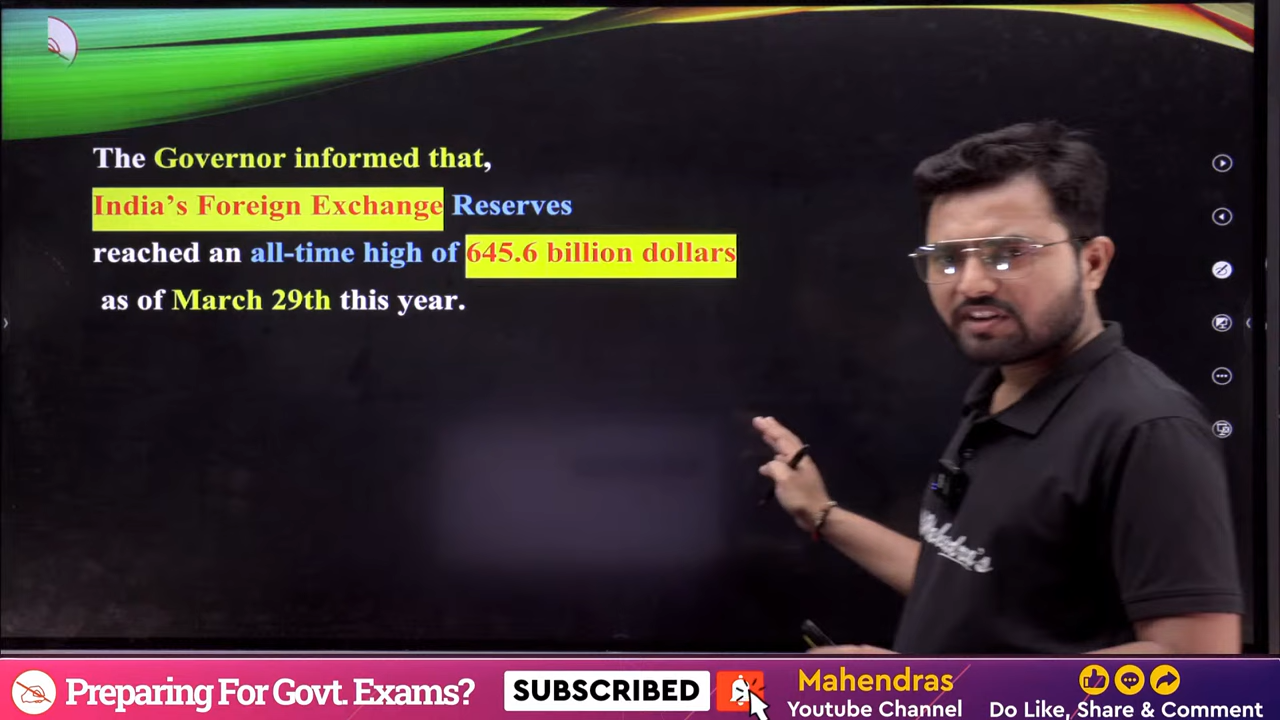 The Governor informed that,
India's Foreign Exchange Reserves
reached an all-time high of 645.6 billion dollars
as of March 29th this year.
Mahendra's
Preparing For Govt. Exams?
SUBSCRIBED
Mahendras
Youtube Channel
Do Like, Share & Comment